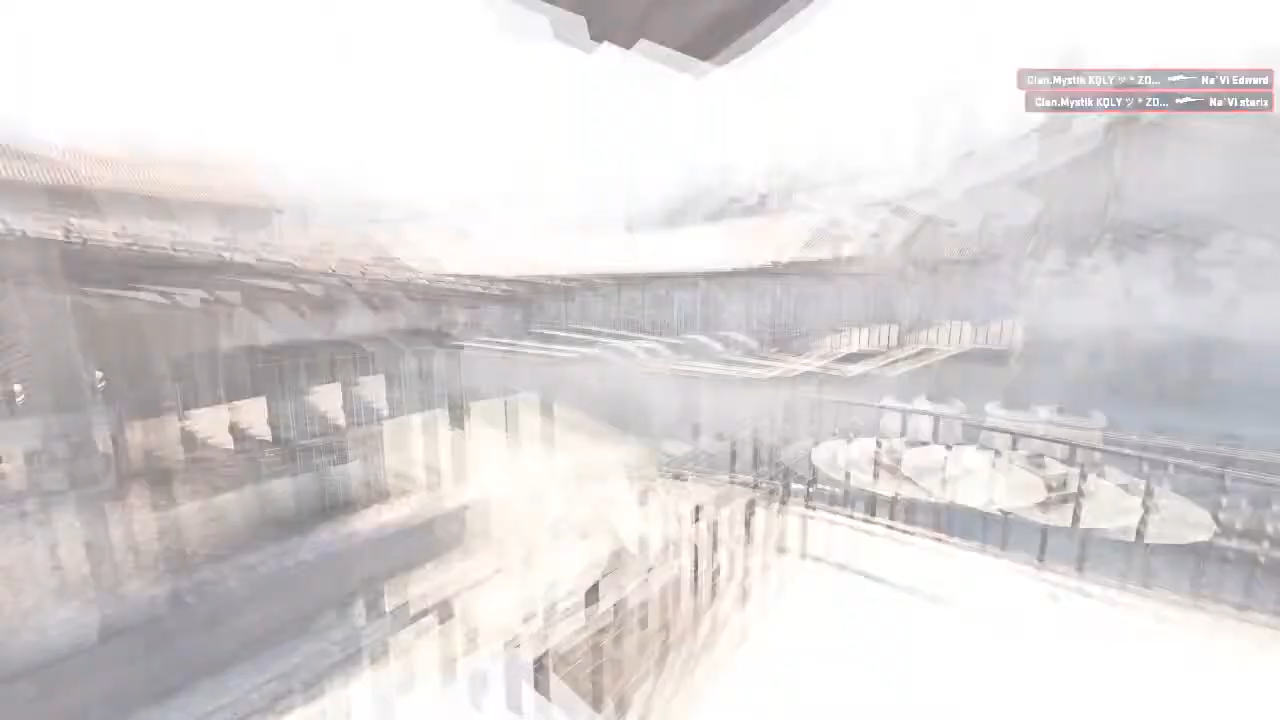 Clan.Mystik KQLY ツ * ZO... Na`Vi Edward
Clan.Mystik KQLY ツ * ZO... Na`Vi starix